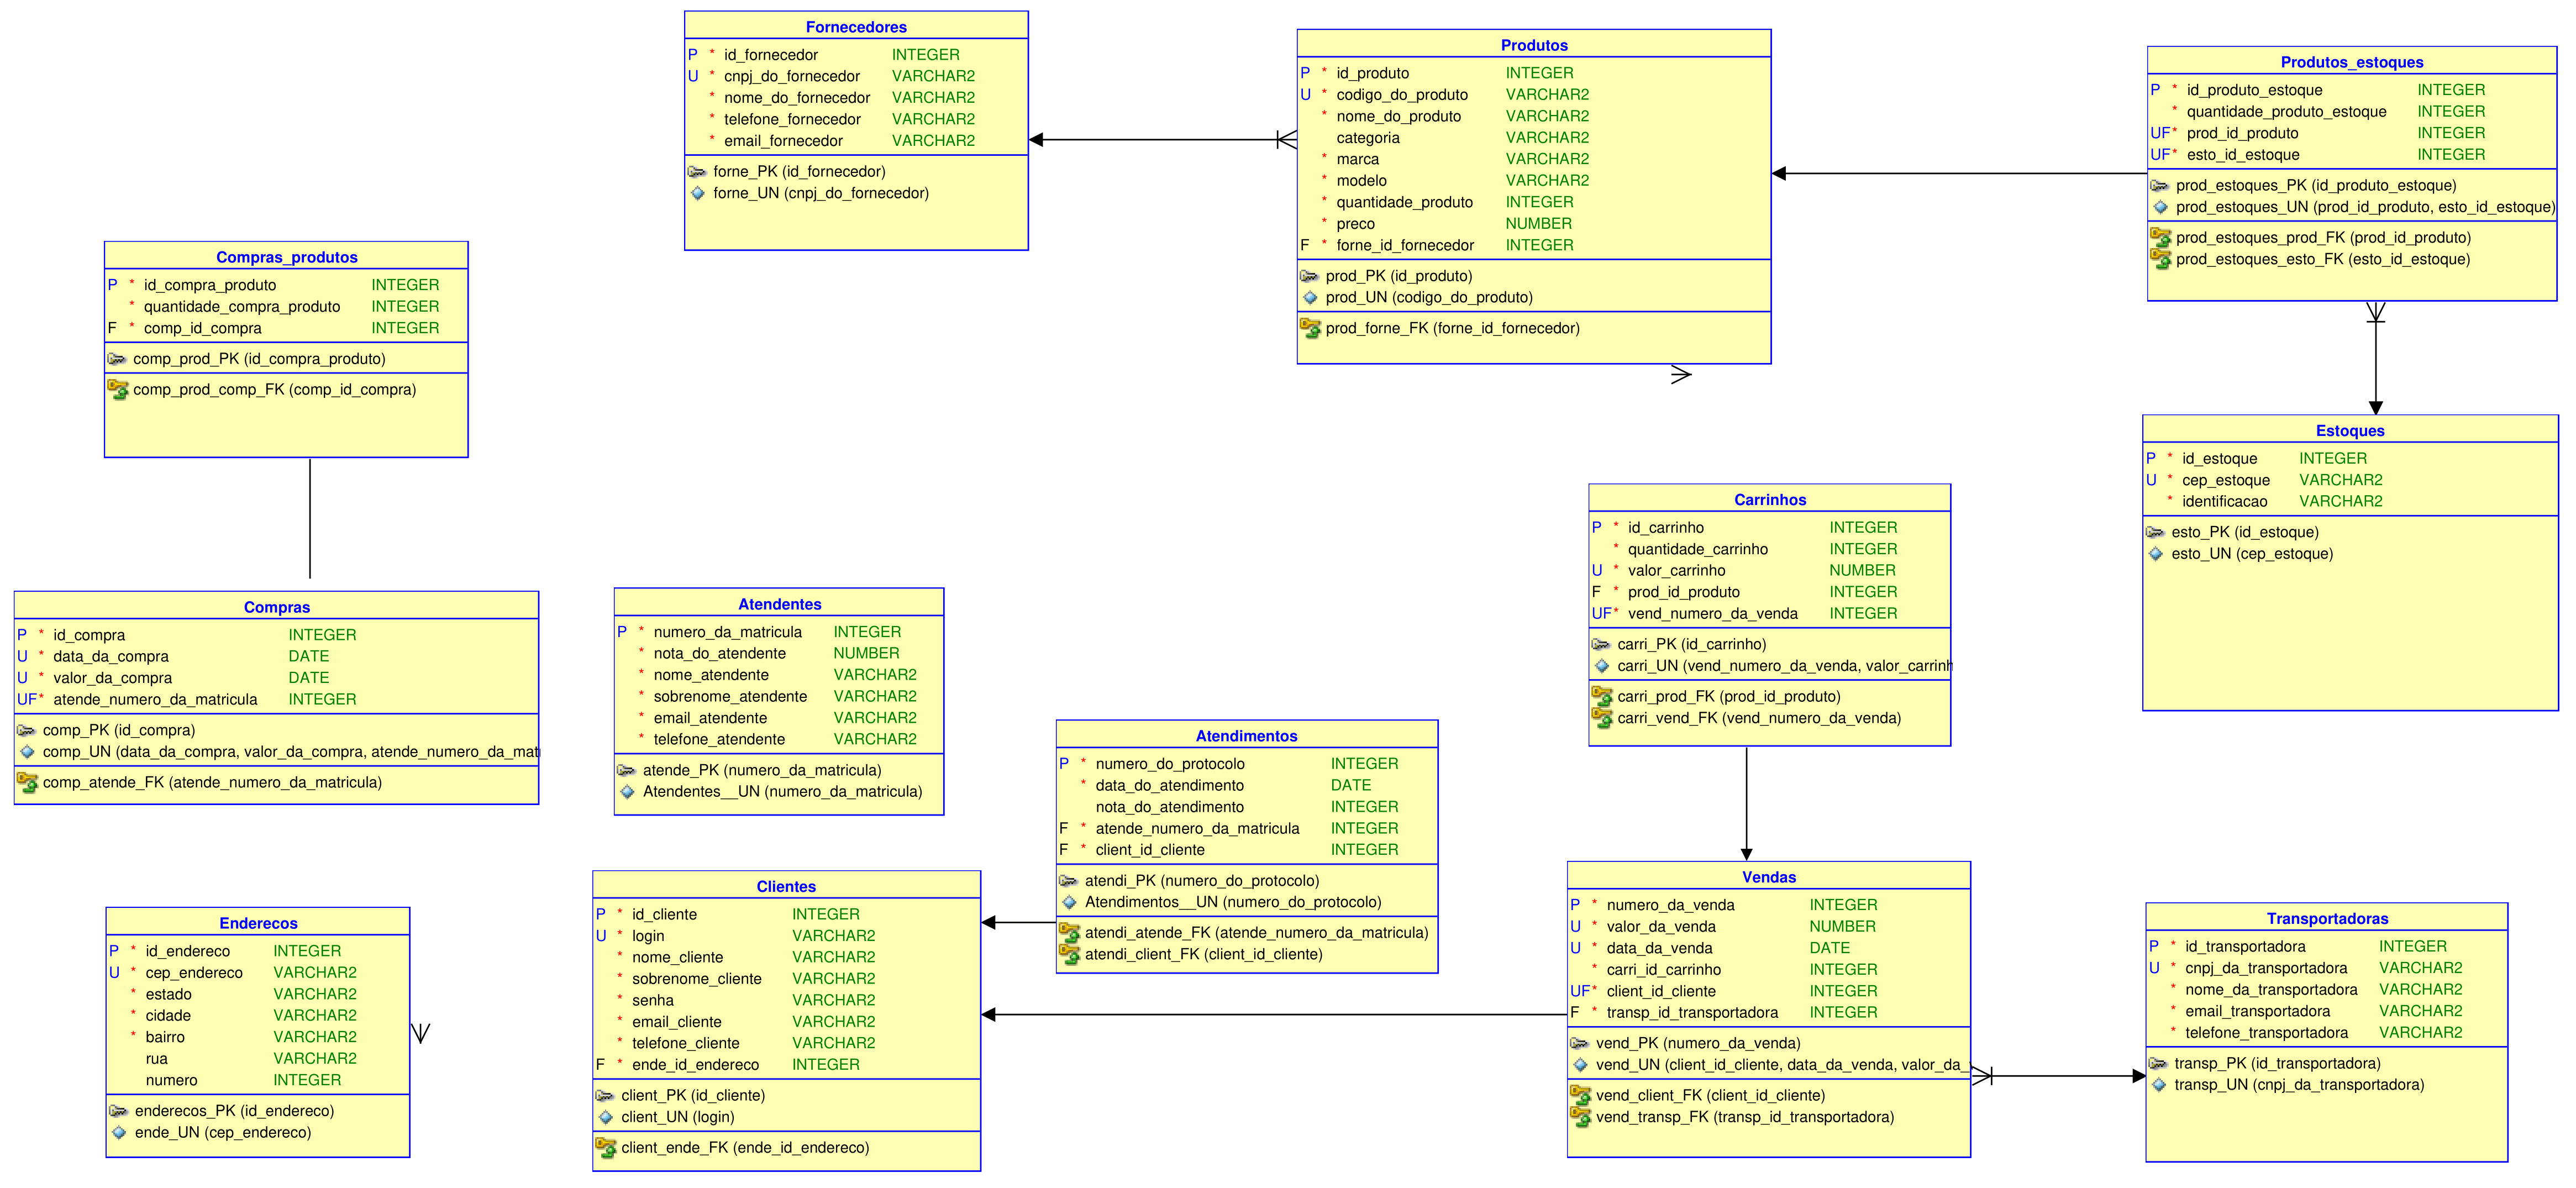 Fornecedores
P * id_fornecedor INTEGER
U * cnpj_do_fornecedor VARCHAR2
* nome_do_fornecedor VARCHAR2
* telefone_fornecedor VARCHAR2
* email_fornecedor VARCHAR2
forne_PK (id_fornecedor)
forne_UN (cnpj_do_fornecedor)
Produtos
P * id_produto INTEGER
U * codigo_do_produto VARCHAR2
* nome_do_produto VARCHAR2
categoria VARCHAR2
* marca VARCHAR2
* modelo VARCHAR2
* quantidade_produto INTEGER
* preco NUMBER
F * forne_id_fornecedor INTEGER
prod_PK (id_produto)
prod_UN (codigo_do_produto)
prod_forne_FK (forne_id_fornecedor)
Produtos_estoques
P * id_produto_estoque INTEGER
* quantidade_produto_estoque INTEGER
UF* prod_id_produto INTEGER
UF* esto_id_estoque INTEGER
prod_estoques_PK (id_produto_estoque)
prod_estoques_UN (prod_id_produto, esto_id_estoque)
prod_estoques_prod_FK (prod_id_produto)
prod_estoques_esto_FK (esto_id_estoque)
Compras_produtos
P * id_compra_produto INTEGER
* quantidade_compra_produto INTEGER
F * comp_id_compra INTEGER
comp_prod_PK (id_compra_produto)
comp_prod_comp_FK (comp_id_compra)
Estoques
P * id_estoque INTEGER
U * cep_estoque VARCHAR2
* identificacao VARCHAR2
esto_PK (id_estoque)
esto_UN (cep_estoque)
Carrinhos
P * id_carrinho INTEGER
* quantidade_carrinho INTEGER
U * valor_carrinho NUMBER
F * prod_id_produto INTEGER
UF* vend_numero_da_venda INTEGER
carri_PK (id_carrinho)
carri_UN (vend_numero_da_venda, valor_carrinh
carri_prod_FK (prod_id_produto)
carri_vend_FK (vend_numero_da_venda)
Compras
P * id_compra INTEGER
U * data_da_compra DATE
U * valor_da_compra DATE
UF* atende_numero_da_matricula INTEGER
comp_PK (id_compra)
comp_UN (data_da_compra, valor_da_compra, atende_numero_da_mat
comp_atende_FK (atende_numero_da_matricula)
Atendentes
P * numero_da_matricula INTEGER
* nota_do_atendente NUMBER
* nome_atendente VARCHAR2
* sobrenome_atendente VARCHAR2
* email_atendente VARCHAR2
* telefone_atendente VARCHAR2
atende_PK (numero_da_matricula)
Atendentes__UN (numero_da_matricula)
Atendimentos
P * numero_do_protocolo INTEGER
* data_do_atendimento DATE
nota_do_atendimento INTEGER
F * atende_numero_da_matricula INTEGER
F * client_id_cliente INTEGER
atendi_PK (numero_do_protocolo)
Atendimentos__UN (numero_do_protocolo)
atendi_atende_FK (atende_numero_da_matricula)
atendi_client_FK (client_id_cliente)
Enderecos
P * id_endereco INTEGER
U * cep_endereco VARCHAR2
* estado VARCHAR2
* cidade VARCHAR2
* bairro VARCHAR2
rua VARCHAR2
numero INTEGER
enderecos_PK (id_endereco)
ende_UN (cep_endereco)
Clientes
P * id_cliente INTEGER
U * login VARCHAR2
* nome_cliente VARCHAR2
* sobrenome_cliente VARCHAR2
* senha VARCHAR2
* email_cliente VARCHAR2
* telefone_cliente VARCHAR2
F * ende_id_endereco INTEGER
client_PK (id_cliente)
client_UN (login)
client_ende_FK (ende_id_endereco)
Vendas
P * numero_da_venda INTEGER
U * valor_da_venda NUMBER
U * data_da_venda DATE
* carri_id_carrinho INTEGER
UF* client_id_cliente INTEGER
F * transp_id_transportadora INTEGER
vend_PK (numero_da_venda)
vend_UN (client_id_cliente, data_da_venda, valor_da_
vend_client_FK (client_id_cliente)
vend_transp_FK (transp_id_transportadora)
Transportadoras
P * id_transportadora INTEGER
U * cnpj_da_transportadora VARCHAR2
* nome_da_transportadora VARCHAR2
* email_transportadora VARCHAR2
* telefone_transportadora VARCHAR2
transp_PK (id_transportadora)
transp_UN (cnpj_da_transportadora)